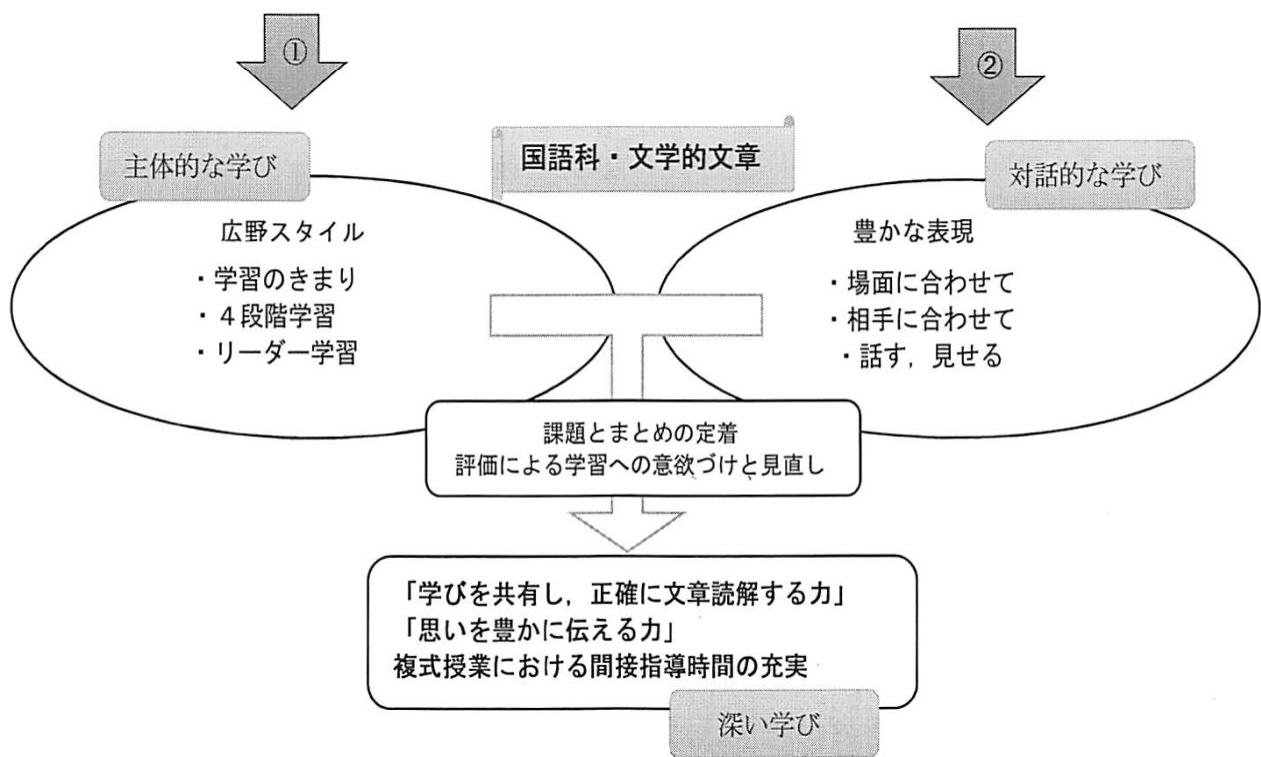 ①
②
国語科・文学的文章
主体的な学び
対話的な学び
広野スタイル
・学習のきまり
・４段階学習
・リーダー学習
豊かな表現
・場面に合わせて
・相手に合わせて
・話す，見せる
課題とまとめの定着
評価による学習への意欲づけと見直し
「学びを共有し，正確に文章読解する力」
「思いを豊かに伝える力」
複式授業における間接指導時間の充実
深い学び